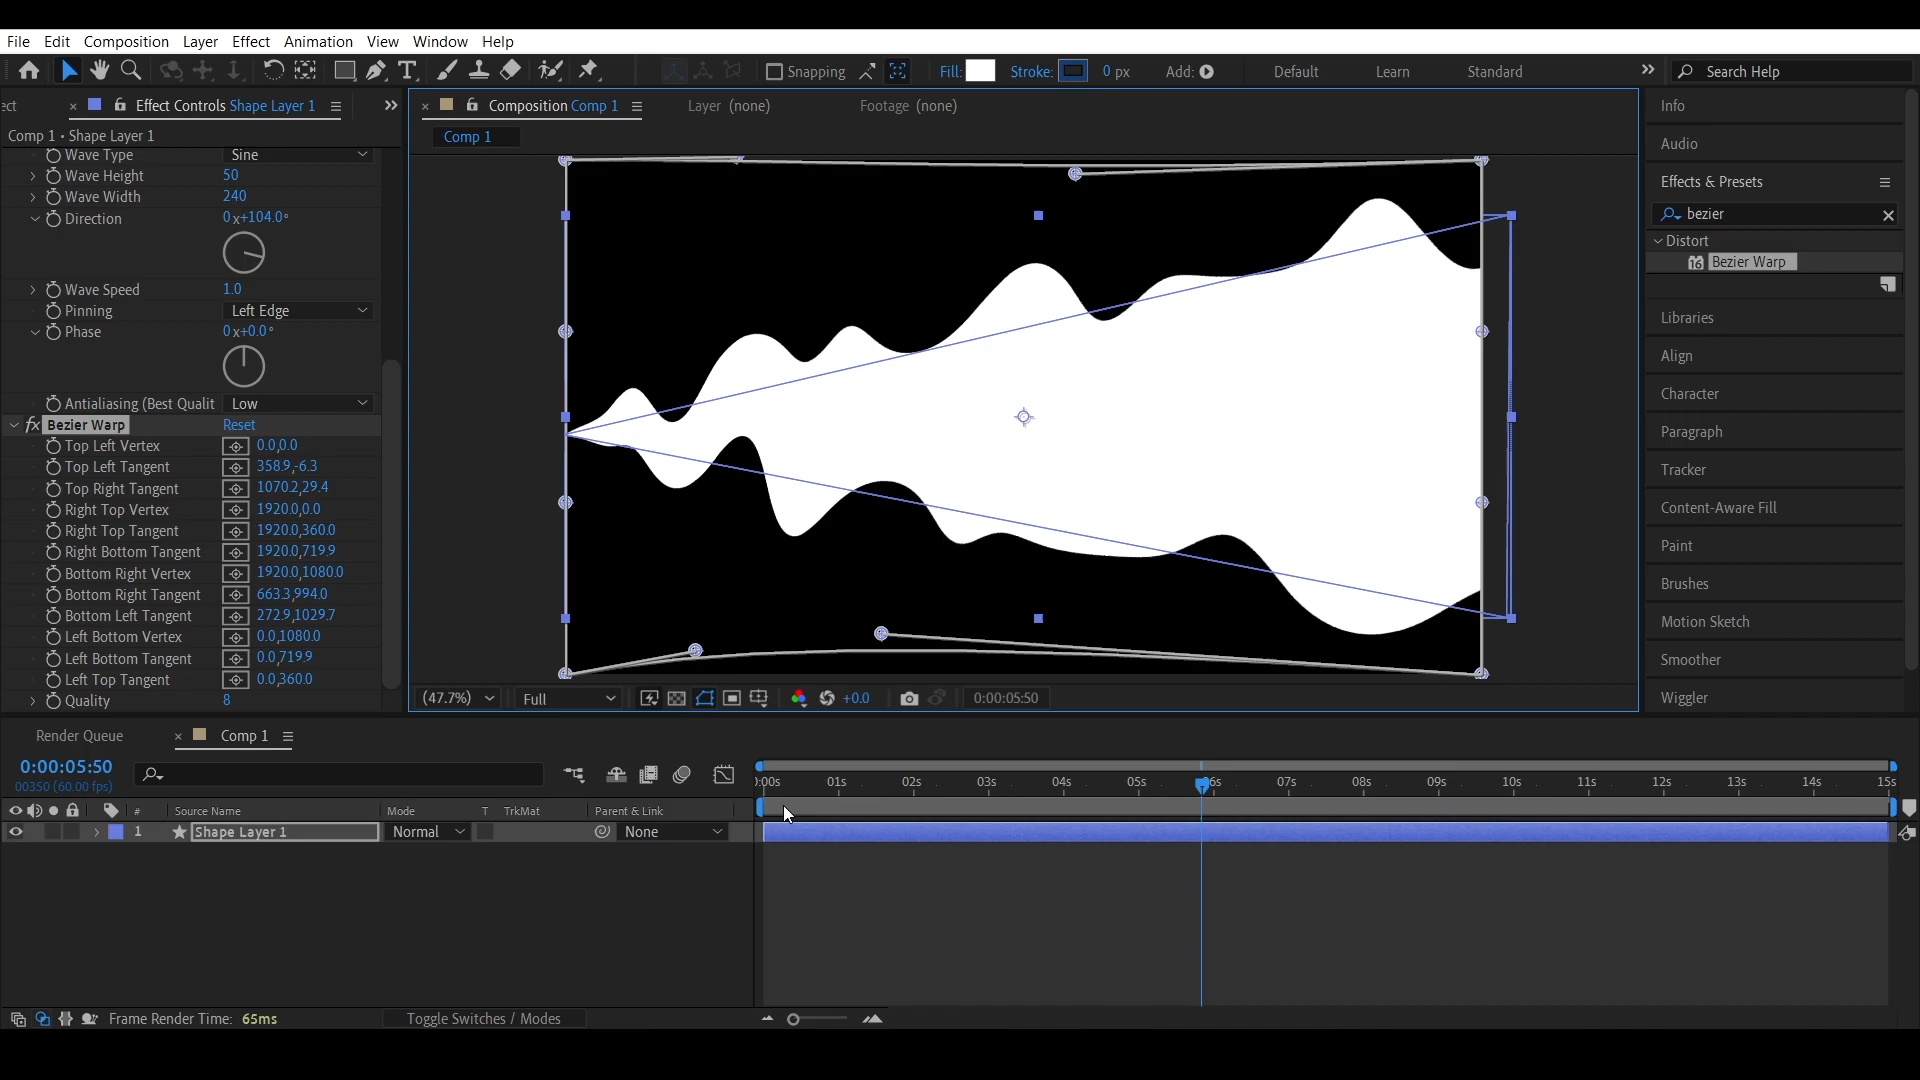 File Edit Composition Layer Effect Animation View Window Help
Snapping Fill: Stroke: 0 px Add: Default Learn Standard Search Help
ect Effect Controls Shape Layer 1 Composition Comp 1 Layer (none) Footage (none) Info
Comp 1 • Shape Layer 1 Comp 1
Audio
Wave Type Sine
Wave Height 50
Wave Width 240
Direction 0x+104.0°
Wave Speed 1.0
Pinning Left Edge
Phase 0x+0.0°
Antialiasing (Best Qualit Low
fx Bezier Warp Reset
Top Left Vertex 0.0,0.0
Top Left Tangent 358.9,-6.3
Top Right Tangent 1070.2,29.4
Right Top Vertex 1920.0,0.0
Right Top Tangent 1920.0,360.0
Right Bottom Tangent 1920.0,719.9
Bottom Right Vertex 1920.0,1080.0
Bottom Right Tangent 663.3,994.0
Bottom Left Tangent 272.9,1029.7
Left Bottom Vertex 0.0,1080.0
Left Bottom Tangent 0.0,719.9
Left Top Tangent 0.0,360.0
Quality 8
(47.7%) Full +0.0 0:00:05:50
Effects & Presets
bezier
Distort
16 Bezier Warp
Libraries
Align
Character
Paragraph
Tracker
Content-Aware Fill
Paint
Brushes
Motion Sketch
Smoother
Wiggler
Render Queue Comp 1
0:00:05:50
00350 (60.00 fps)
):00s 01s 02s 03s 04s 05s 06s 07s 08s 09s 10s 11s 12s 13s 14s 15s
# Source Name Mode T TrkMat Parent & Link
1 Shape Layer 1 Normal None
Frame Render Time: 65ms Toggle Switches / Modes